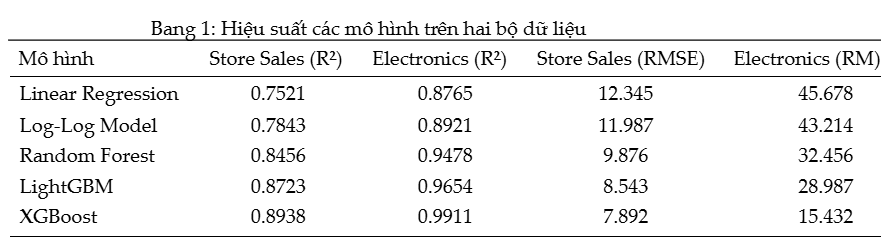 Bang 1: Hiệu suất các mô hình trên hai bộ dữ liệu
Mô hình Store Sales (R²) Electronics (R²) Store Sales (RMSE) Electronics (RM)
Linear Regression 0.7521 0.8765 12.345 45.678
Log-Log Model 0.7843 0.8921 11.987 43.214
Random Forest 0.8456 0.9478 9.876 32.456
LightGBM 0.8723 0.9654 8.543 28.987
XGBoost 0.8938 0.9911 7.892 15.432